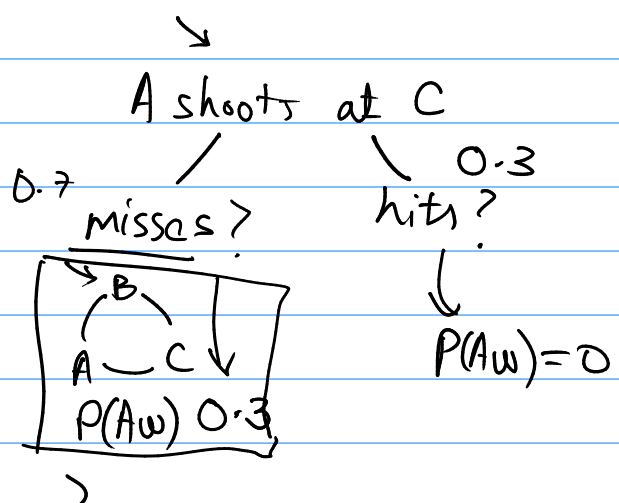 A shoots at C
0.7 0.3
misses? hits?
B
A C
P(Aw) = 0
P(Aw) 0.3